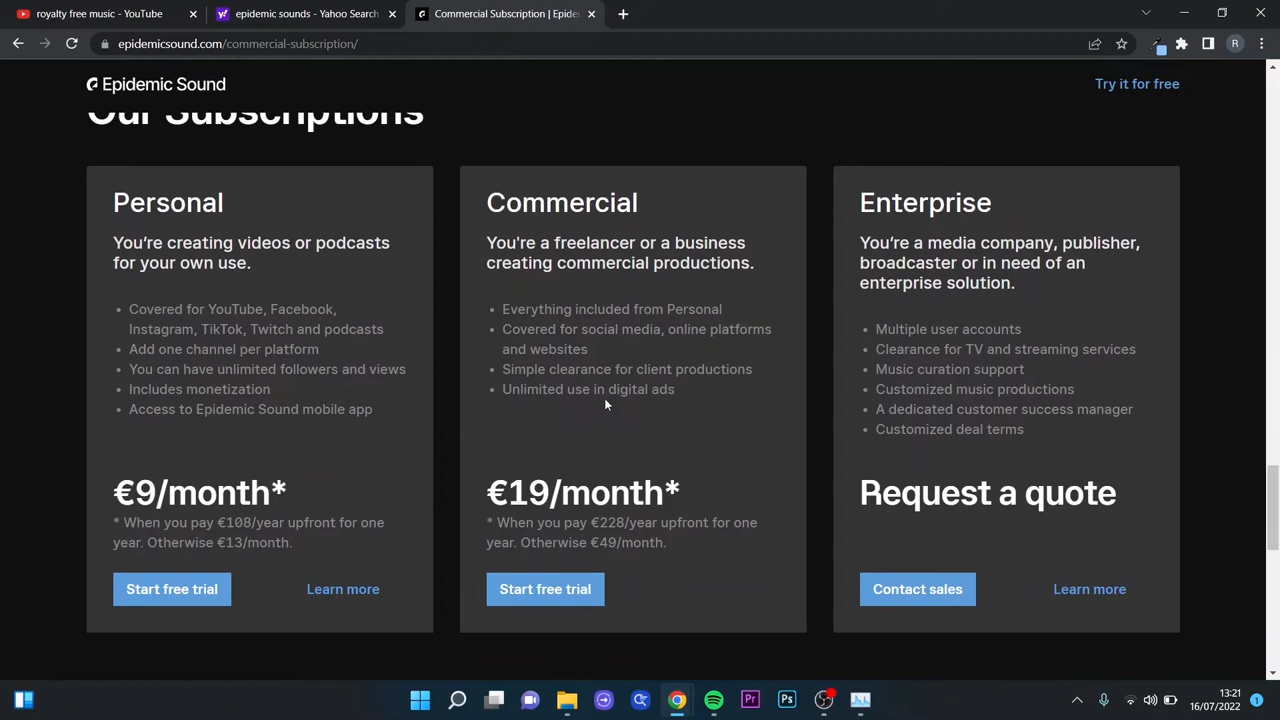 royalty free music - YouTube
epidemic sounds - Yahoo Search
Commercial Subscription | Epide
epidemicsound.com/commercial-subscription/
R
Epidemic Sound
Try it for free
Our Subscriptions
Personal
You're creating videos or podcasts
for your own use.
• Covered for YouTube, Facebook,
Instagram, TikTok, Twitch and podcasts
• Add one channel per platform
• You can have unlimited followers and views
• Includes monetization
• Access to Epidemic Sound mobile app
€9/month*
* When you pay €108/year upfront for one
year. Otherwise €13/month.
Start free trial
Learn more
Commercial
You're a freelancer or a business
creating commercial productions.
• Everything included from Personal
• Covered for social media, online platforms
and websites
• Simple clearance for client productions
• Unlimited use in digital ads
€19/month*
* When you pay €228/year upfront for one
year. Otherwise €49/month.
Start free trial
Enterprise
You're a media company, publisher,
broadcaster or in need of an
enterprise solution.
• Multiple user accounts
• Clearance for TV and streaming services
• Music curation support
• Customized music productions
• A dedicated customer success manager
• Customized deal terms
Request a quote
Contact sales
Learn more
Pr
Ps
13:21
16/07/2022
1